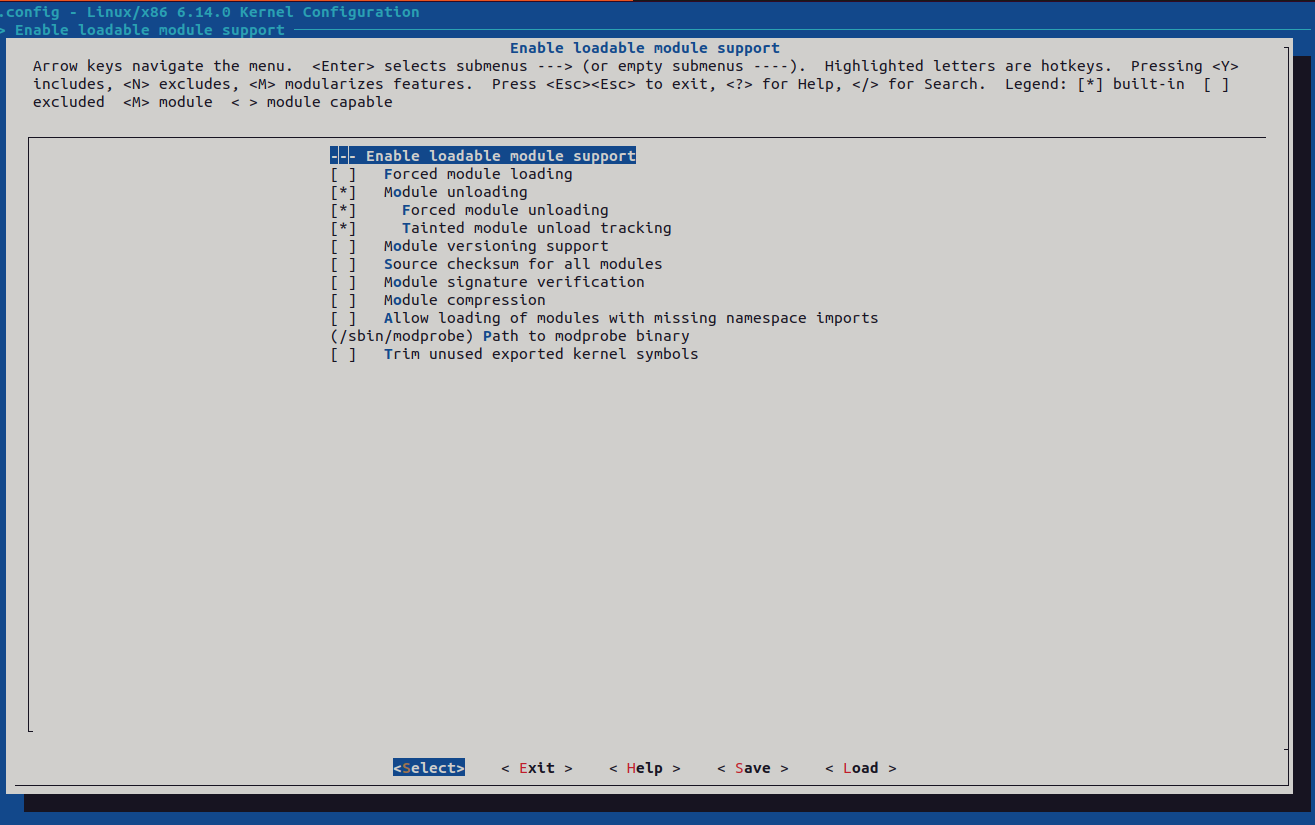 .config - Linux/x86 6.14.0 Kernel Configuration
> Enable loadable module support
Enable loadable module support
Arrow keys navigate the menu.  <Enter> selects submenus ---> (or empty submenus ----).  Highlighted letters are hotkeys.  Pressing <Y>
includes, <N> excludes, <M> modularizes features.  Press <Esc><Esc> to exit, <?> for Help, </> for Search.  Legend: [*] built-in  [ ]
excluded  <M> module  < > module capable
--- Enable loadable module support
[ ]   Forced module loading
[*]   Module unloading
[*]     Forced module unloading
[*]     Tainted module unload tracking
[ ]   Module versioning support
[ ]   Source checksum for all modules
[ ]   Module signature verification
[ ]   Module compression
[ ]   Allow loading of modules with missing namespace imports
(/sbin/modprobe) Path to modprobe binary
[ ]   Trim unused exported kernel symbols
<Select>    < Exit >    < Help >    < Save >    < Load >